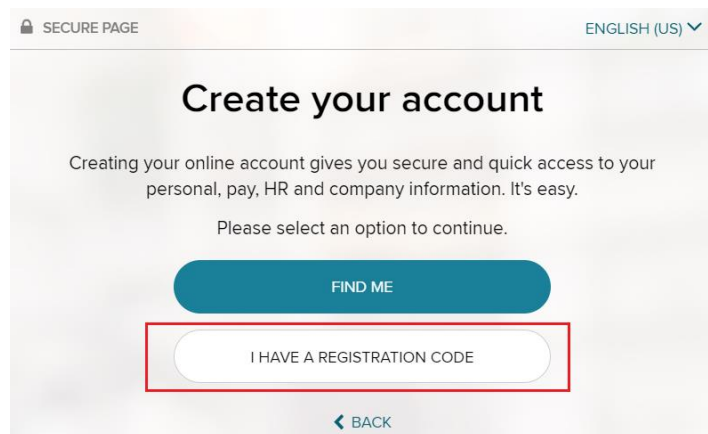 SECURE PAGE
ENGLISH (US)
Create your account
Creating your online account gives you secure and quick access to your
personal, pay, HR and company information. It's easy.
Please select an option to continue.
FIND ME
I HAVE A REGISTRATION CODE
BACK